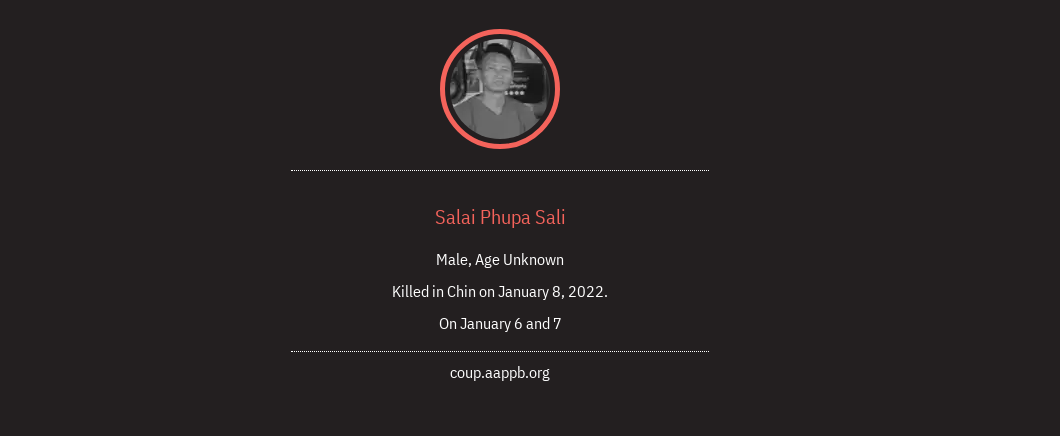 Salai Phupa Sali
Male, Age Unknown
Killed in Chin on January 8, 2022.
On January 6 and 7
coup.aappb.org